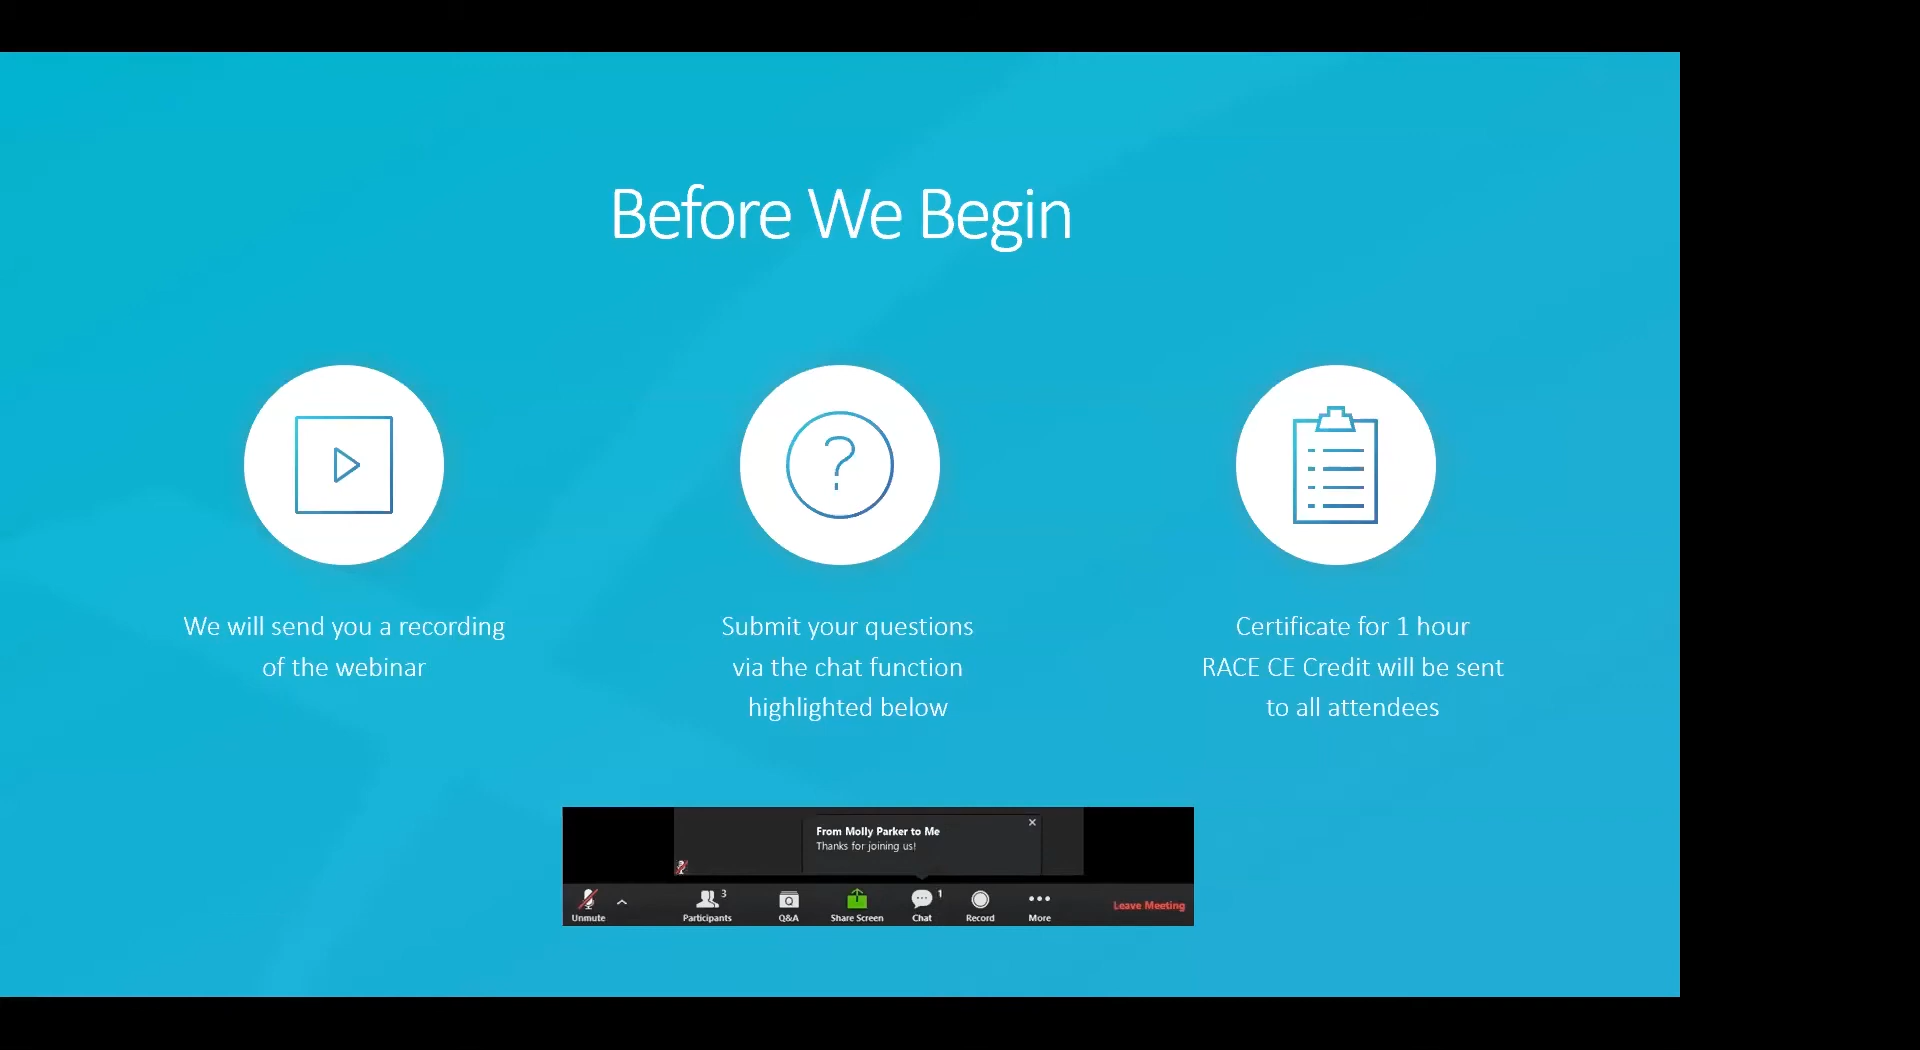 Before We Begin
We will send you a recording
of the webinar
Submit your questions
via the chat function
highlighted below
Certificate for 1 hour
RACE CE Credit will be sent
to all attendees
From Molly Parker to Me
Thanks for joining us!
3
1
Unmute
Participants
Q&A
Share Screen
Chat
Record
More
Leave Meeting